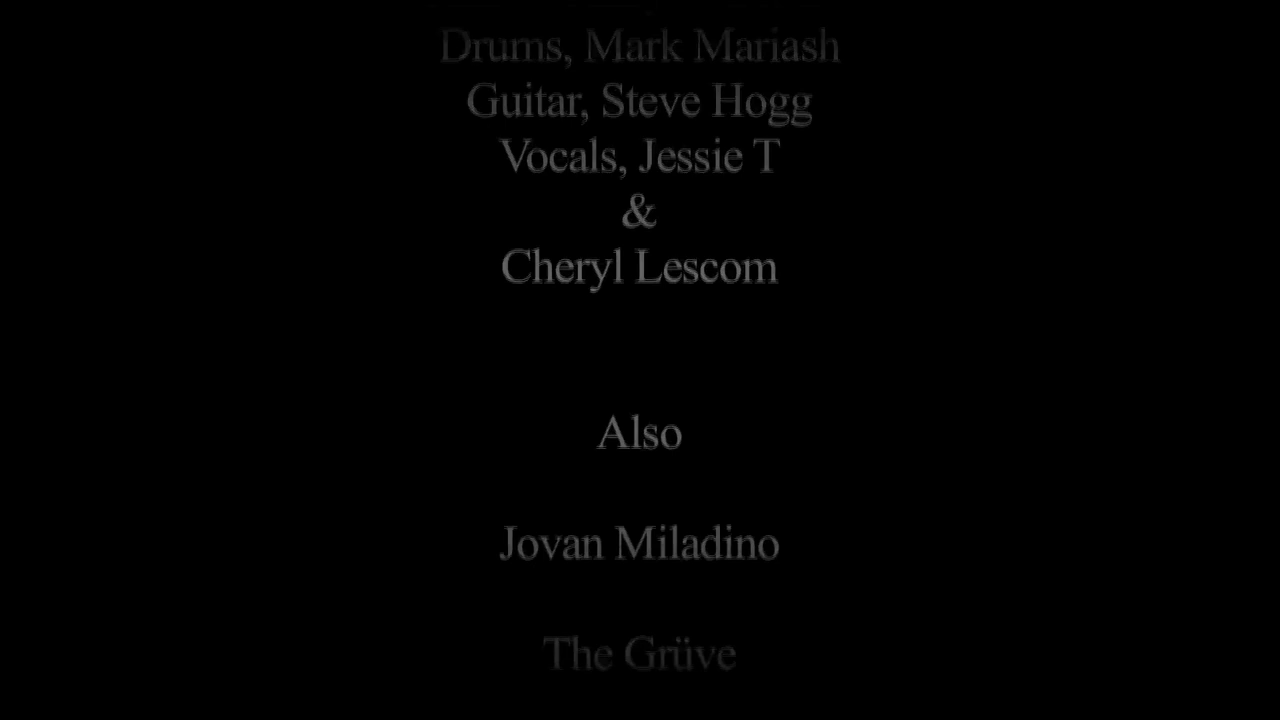 Drums, Mark Mariash
Guitar, Steve Hogg
Vocals, Jessie T
&
Cheryl Lescom
Also
Jovan Miladino
The Grüve